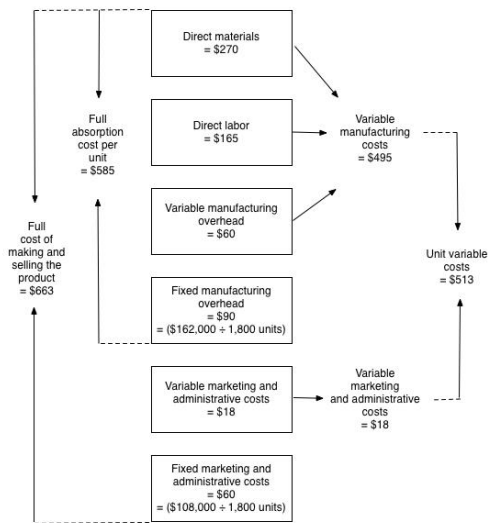 Direct materials
= $270
Full
absorption
cost per
unit
= $585
Direct labor
= $165
Variable
manufacturing
costs
= $495
Variable manufacturing
overhead
= $60
Full
cost of
making and
selling the
product
= $663
Unit variable
costs
= $513
Fixed manufacturing
overhead
= $90
= ($162,000 ÷ 1,800 units)
Variable marketing and
administrative costs
= $18
Variable
marketing
and administrative
costs
= $18
Fixed marketing and
administrative costs
= $60
= ($108,000 ÷ 1,800 units)